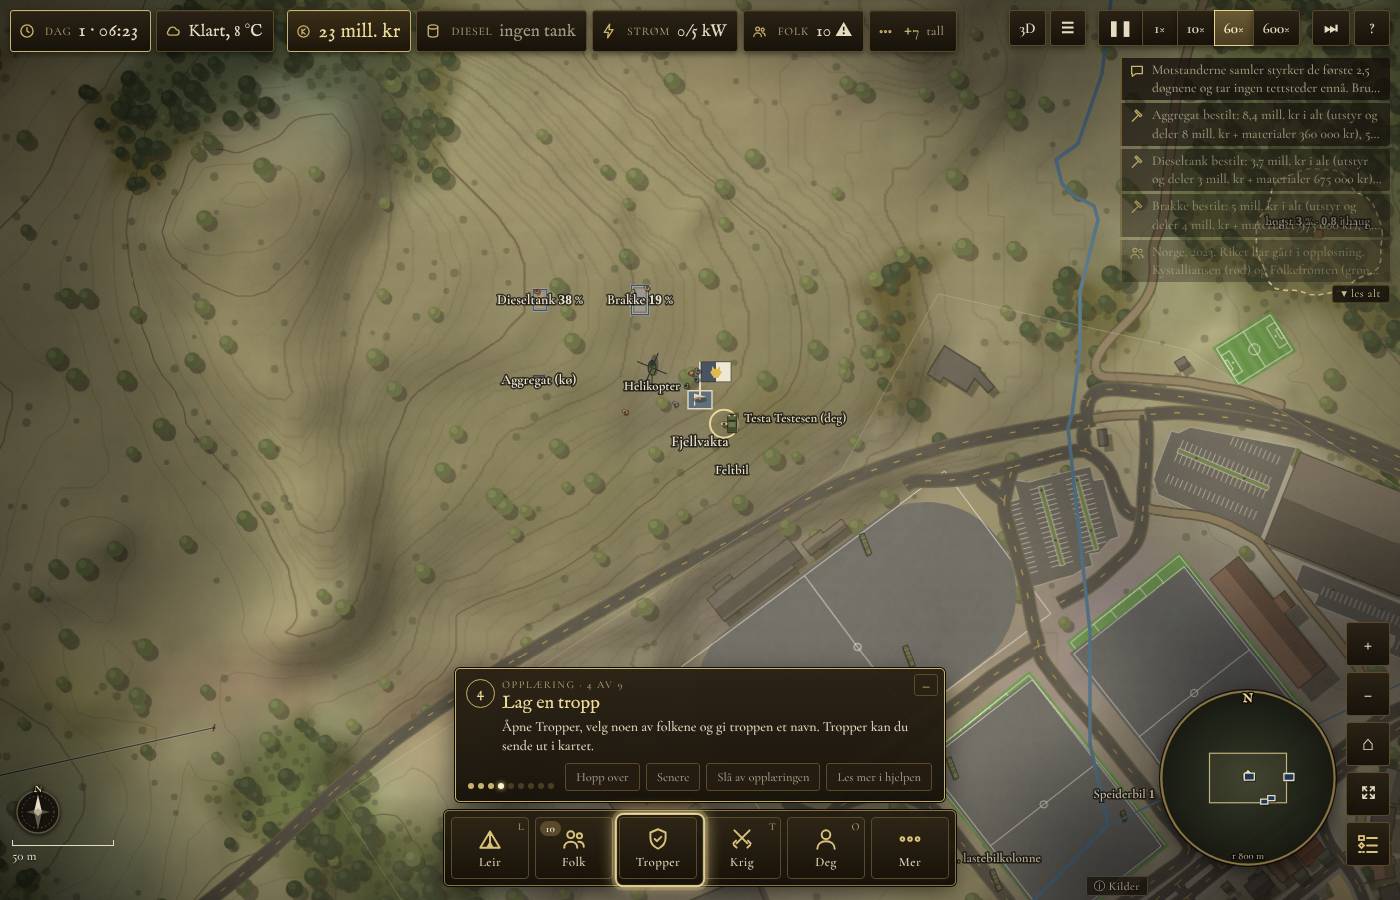 DAG 1 · 06:23
Klart, 8 °C
23 mill. kr
DIESEL ingen tank
STRØM 0/5 kW
FOLK 10
+7 tall
3D
1×
10×
60×
600×
?
Motstanderne samler styrker de første 2,5
døgnene og tar ingen tettsteder ennå. Bru...
Aggregat bestilt: 8,4 mill. kr i alt (utstyr og
deler 8 mill. kr + materialer 360 000 kr), 5...
Dieseltank bestilt: 3,7 mill. kr i alt (utstyr
og deler 3 mill. kr + materialer 675 000 kr)...
Brakke bestilt: 5 mill. kr i alt (utstyr og
deler 4 mill. kr + materialer
Norge, 2023. Riket har gått i oppløsning.
Kystalliansen (rød) og Folkefronten (grøn...
▾ les alt
Dieseltank 38 %
Brakke 19 %
Aggregat (kø)
Helikopter
Testa Testesen (deg)
Fjellvakta
Feltbil
OPPLÆRING · 4 AV 9
4
Lag en tropp
Åpne Tropper, velg noen av folkene og gi troppen et navn. Tropper kan du
sende ut i kartet.
Hopp over
Senere
Slå av opplæringen
Les mer i hjelpen
Speiderbil 1
lastebilkolonne
N
50 m
L
Leir
10
Folk
Tropper
T
Krig
O
Deg
Mer
N
r 800 m
+
−
ⓘ Kilder